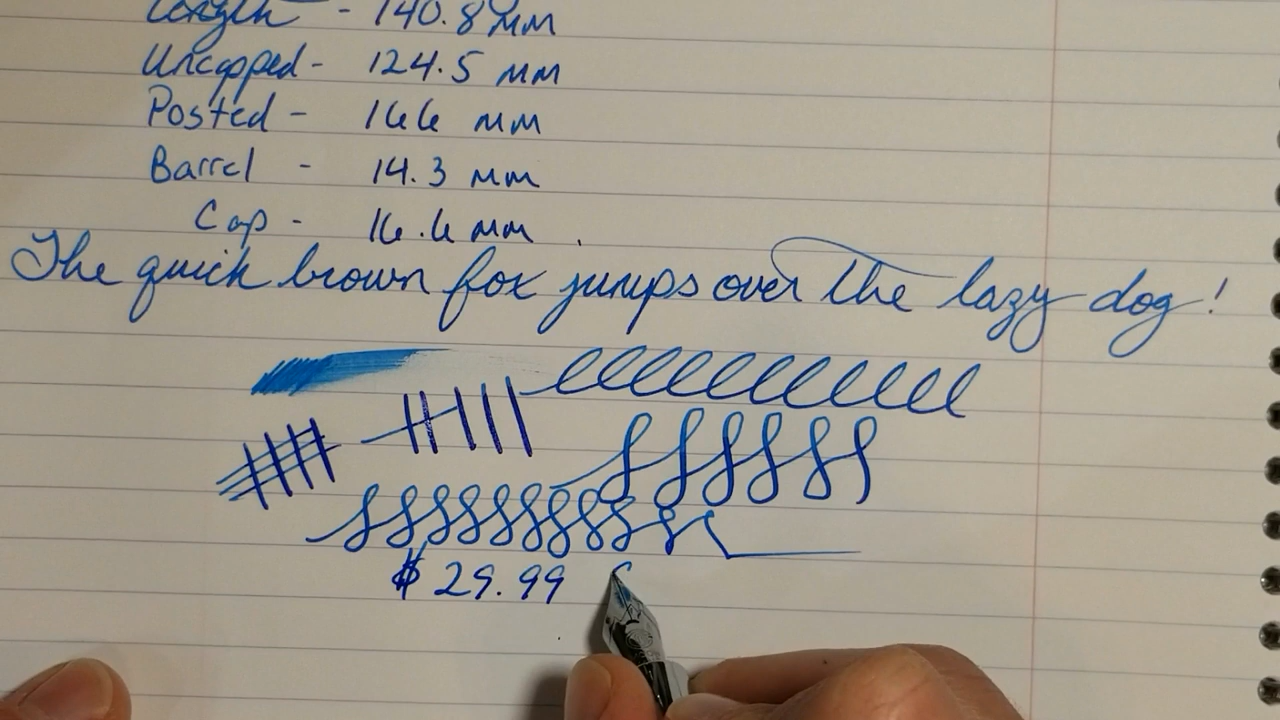 Length - 140.8 mm
Uncapped - 124.5 mm
Posted - 166 mm
Barrel - 14.3 mm
Cap - 16.6 mm
The quick brown fox jumps over the lazy dog!
$29.99